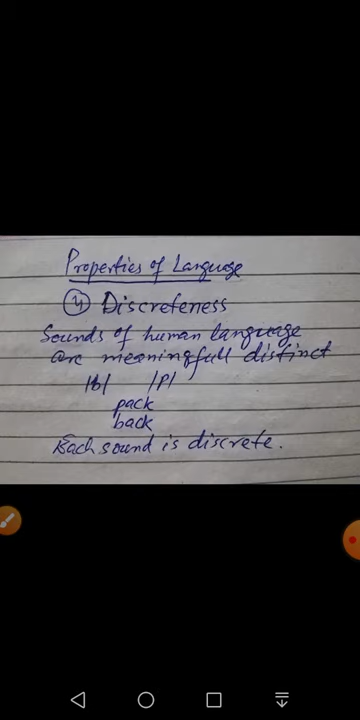 Properties of Language
④ Discreteness
Sounds of human language
are meaningfull distinct
/b/ /p/
pack
back
Each sound is discrete.